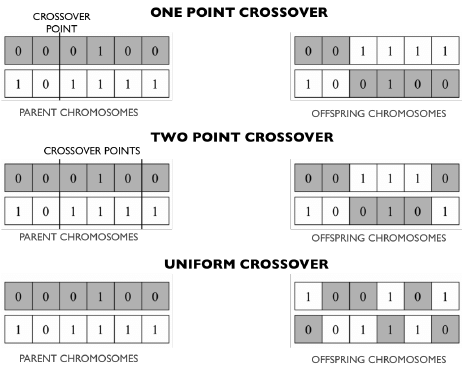 ONE POINT CROSSOVER
CROSSOVER
POINT
0 0 0 1 0 0
0 0 1 1 1 1
1 0 1 1 1 1
1 0 0 1 0 0
PARENT CHROMOSOMES
OFFSPRING CHROMOSOMES
TWO POINT CROSSOVER
CROSSOVER POINTS
0 0 0 1 0 0
0 0 1 1 1 0
1 0 1 1 1 1
1 0 0 1 0 1
PARENT CHROMOSOMES
OFFSPRING CHROMOSOMES
UNIFORM CROSSOVER
0 0 0 1 0 0
1 0 0 1 0 1
1 0 1 1 1 1
0 0 1 1 1 0
PARENT CHROMOSOMES
OFFSPRING CHROMOSOMES